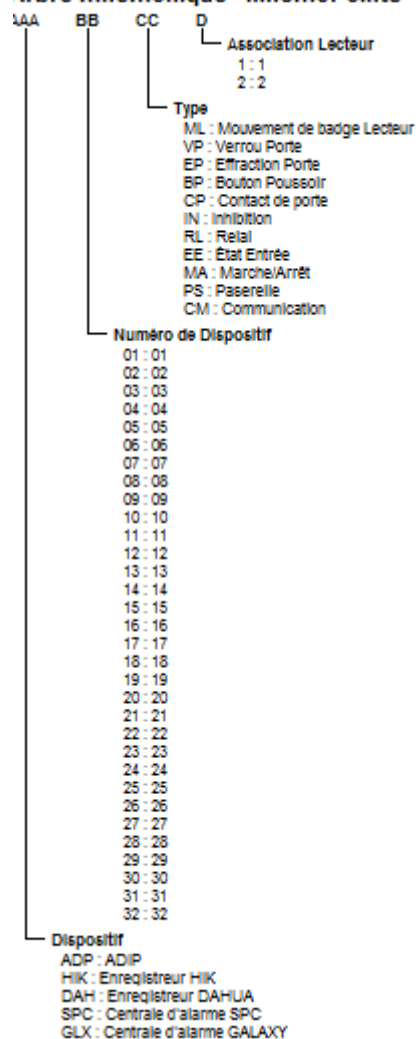 AAA BB CC D
Association Lecteur
1 : 1
2 : 2
Type
ML : Mouvement de badge Lecteur
VP : Verrou Porte
EP : Effraction Porte
BP : Bouton Poussoir
CP : Contact de porte
IN : Inhibition
RL : Relai
EE : État Entrée
MA : Marche/Arrêt
PS : Paserelle
CM : Communication
Numéro de Dispositif
01 : 01
02 : 02
03 : 03
04 : 04
05 : 05
06 : 06
07 : 07
08 : 08
09 : 09
10 : 10
11 : 11
12 : 12
13 : 13
14 : 14
15 : 15
16 : 16
17 : 17
18 : 18
19 : 19
20 : 20
21 : 21
22 : 22
23 : 23
24 : 24
25 : 25
26 : 26
27 : 27
28 : 28
29 : 29
30 : 30
31 : 31
32 : 32
Dispositif
ADP : ADIP
HIK : Enregistreur HIK
DAH : Enregistreur DAHUA
SPC : Centrale d'alarme SPC
GLX : Centrale d'alarme GALAXY